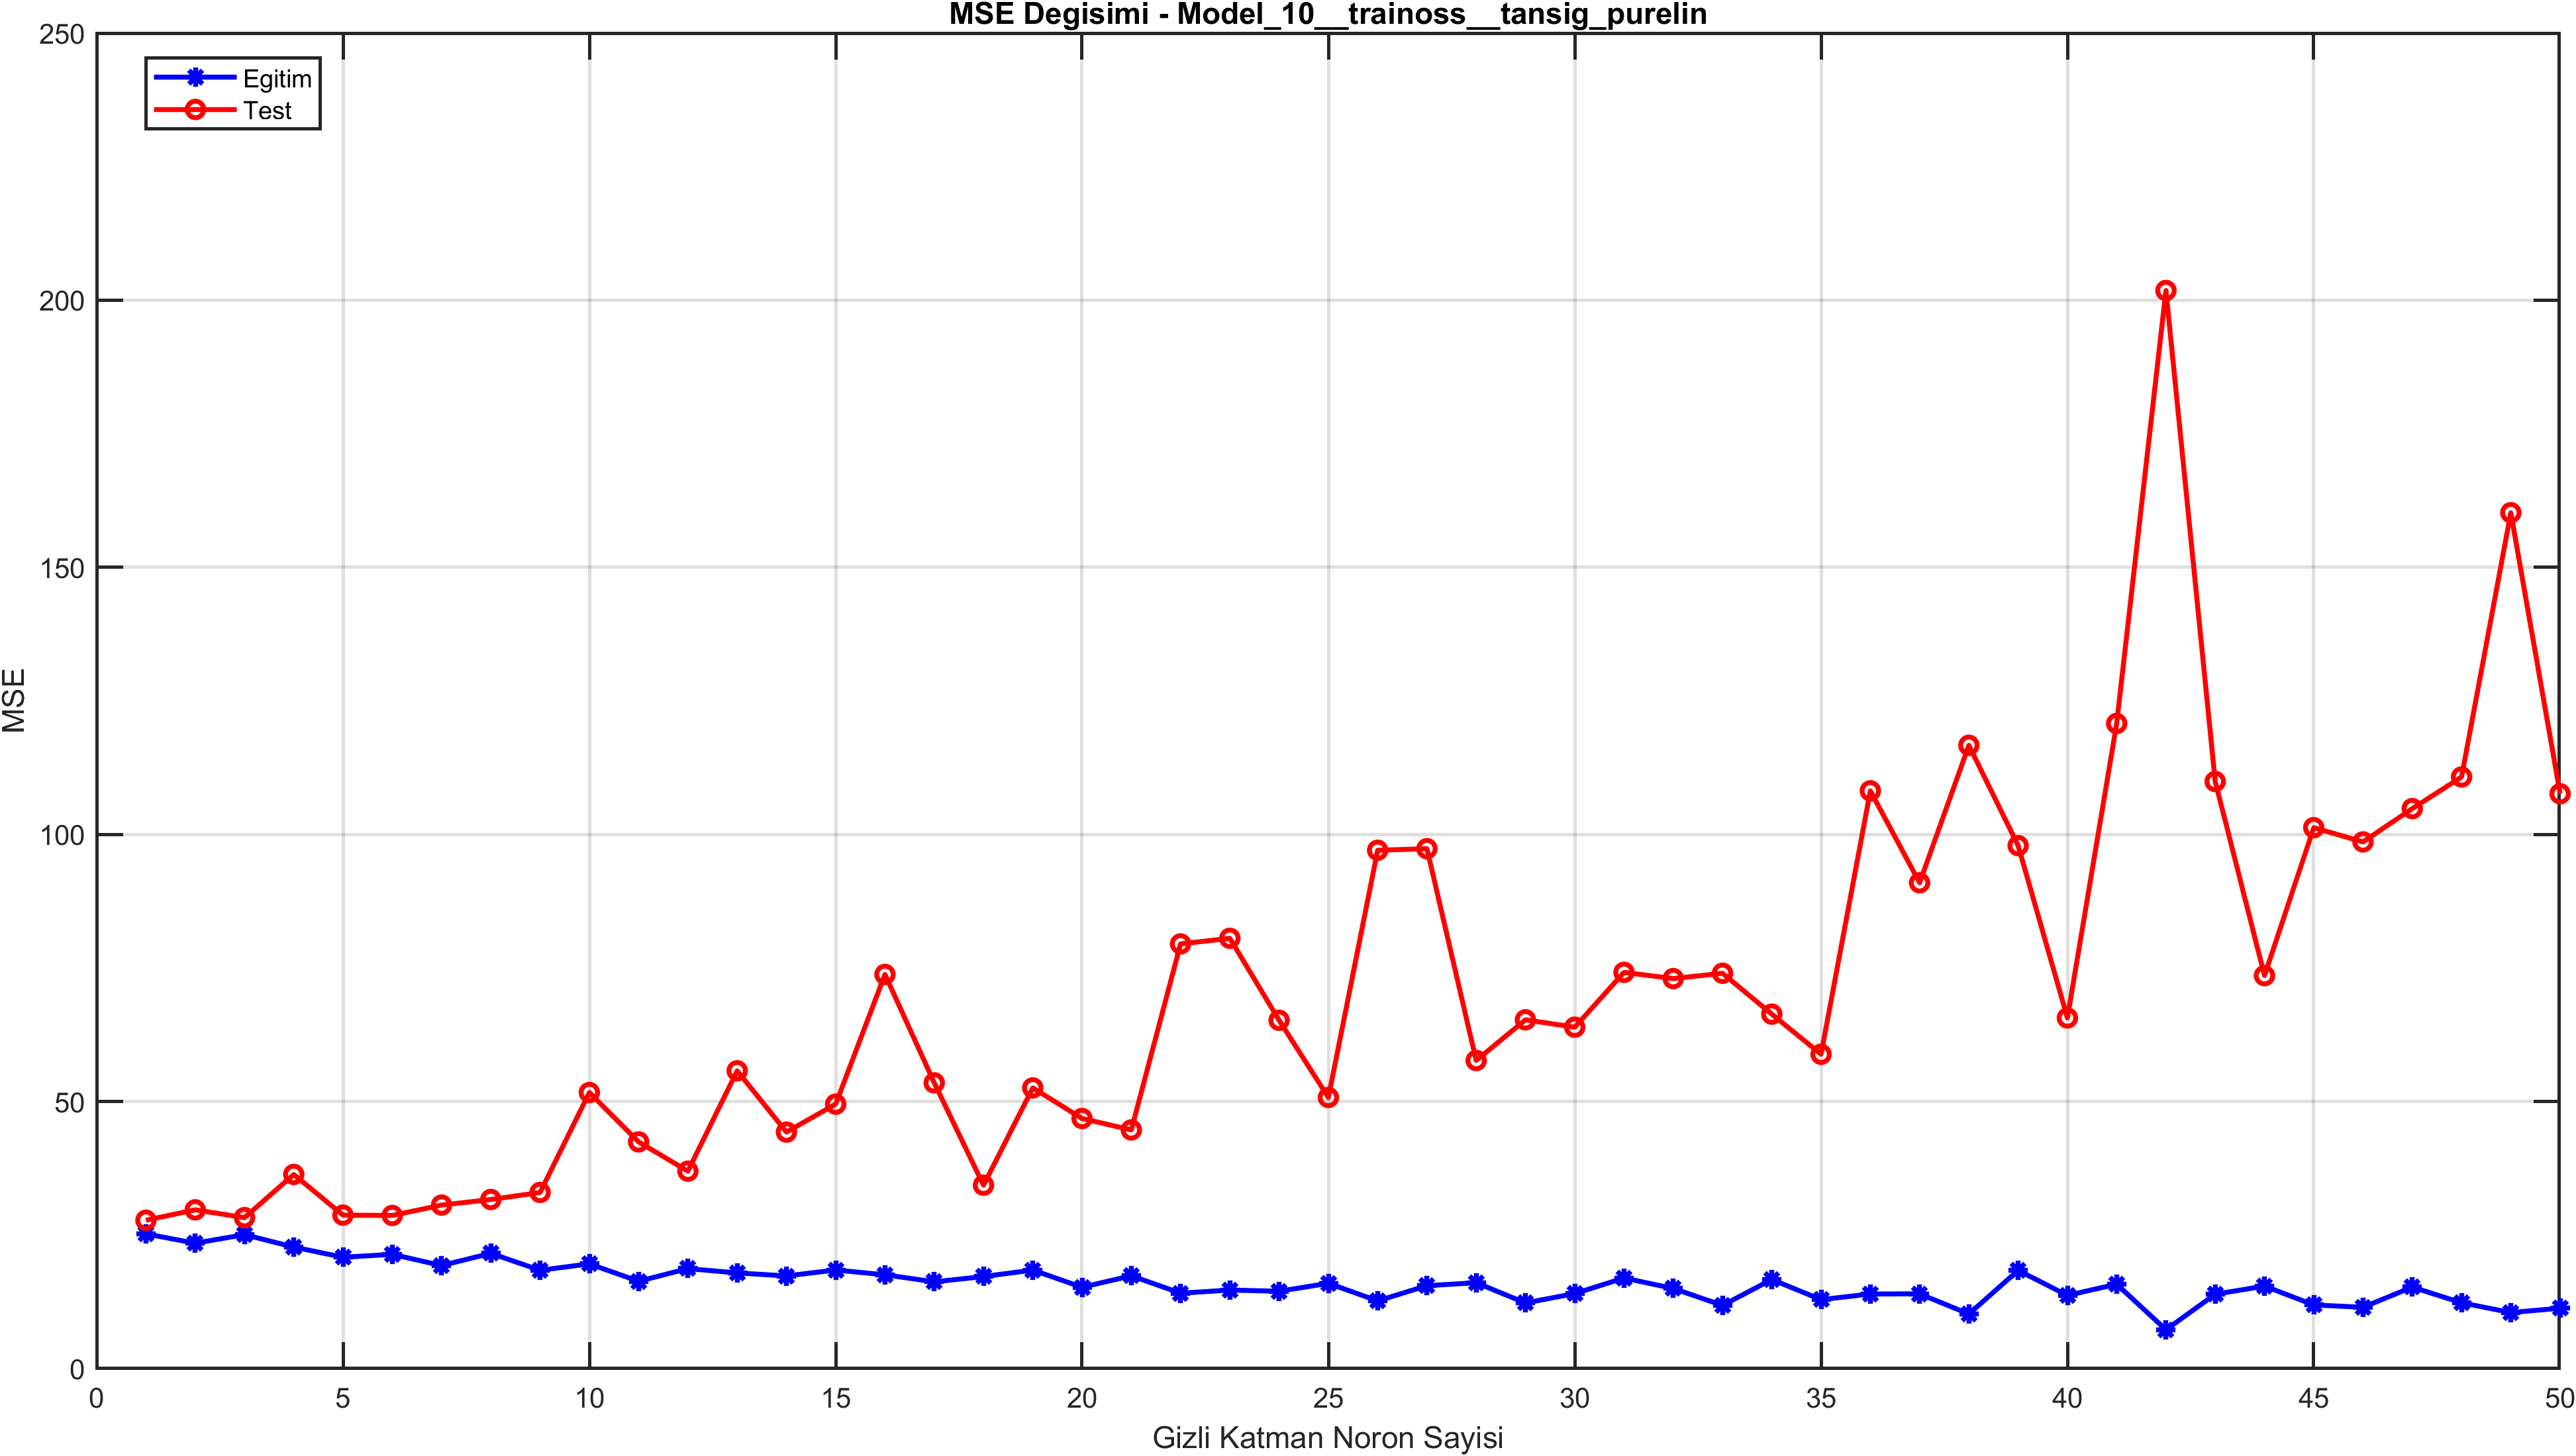 MSE Degisimi - Model_10__trainoss__tansig_purelin
250
Egitim
Test
200
150
MSE
100
50
0
0 5 10 15 20 25 30 35 40 45 50
Gizli Katman Noron Sayisi